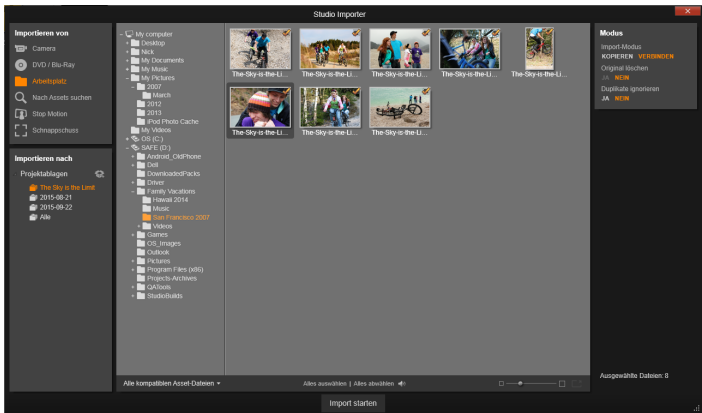 Studio Importer
Importieren von
Camera
DVD / Blu-Ray
Arbeitsplatz
Nach Assets suchen
Stop Motion
Schnappschuss
Importieren nach
Projektablagen
The Sky is the Limit
2015-08-21
2015-09-22
Alle
My computer
Desktop
Nick
My Documents
My Music
My Pictures
2007
March
2012
2013
iPod Photo Cache
My Videos
OS (C:)
SAFE (D:)
Android_OldPhone
Dell
DownloadedPacks
Driver
Family Vacations
Hawaii 2014
Music
San Francisco 2007
Videos
Games
OS_Images
Outlook
Pictures
Program Files (x86)
Projects-Archives
QATools
StudioBuilds
The-Sky-is-the-Li...
The-Sky-is-the-Li...
The-Sky-is-the-Li...
The-Sky-is-the-Li...
The-Sky-is-the-Li...
The-Sky-is-the-Li...
The-Sky-is-the-Li...
The-Sky-is-the-Li...
Modus
Import-Modus
KOPIEREN VERBINDEN
Original löschen
JA NEIN
Duplikate ignorieren
JA NEIN
Ausgewählte Dateien: 8
Alle kompatiblen Asset-Dateien
Alles auswählen | Alles abwählen
Import starten